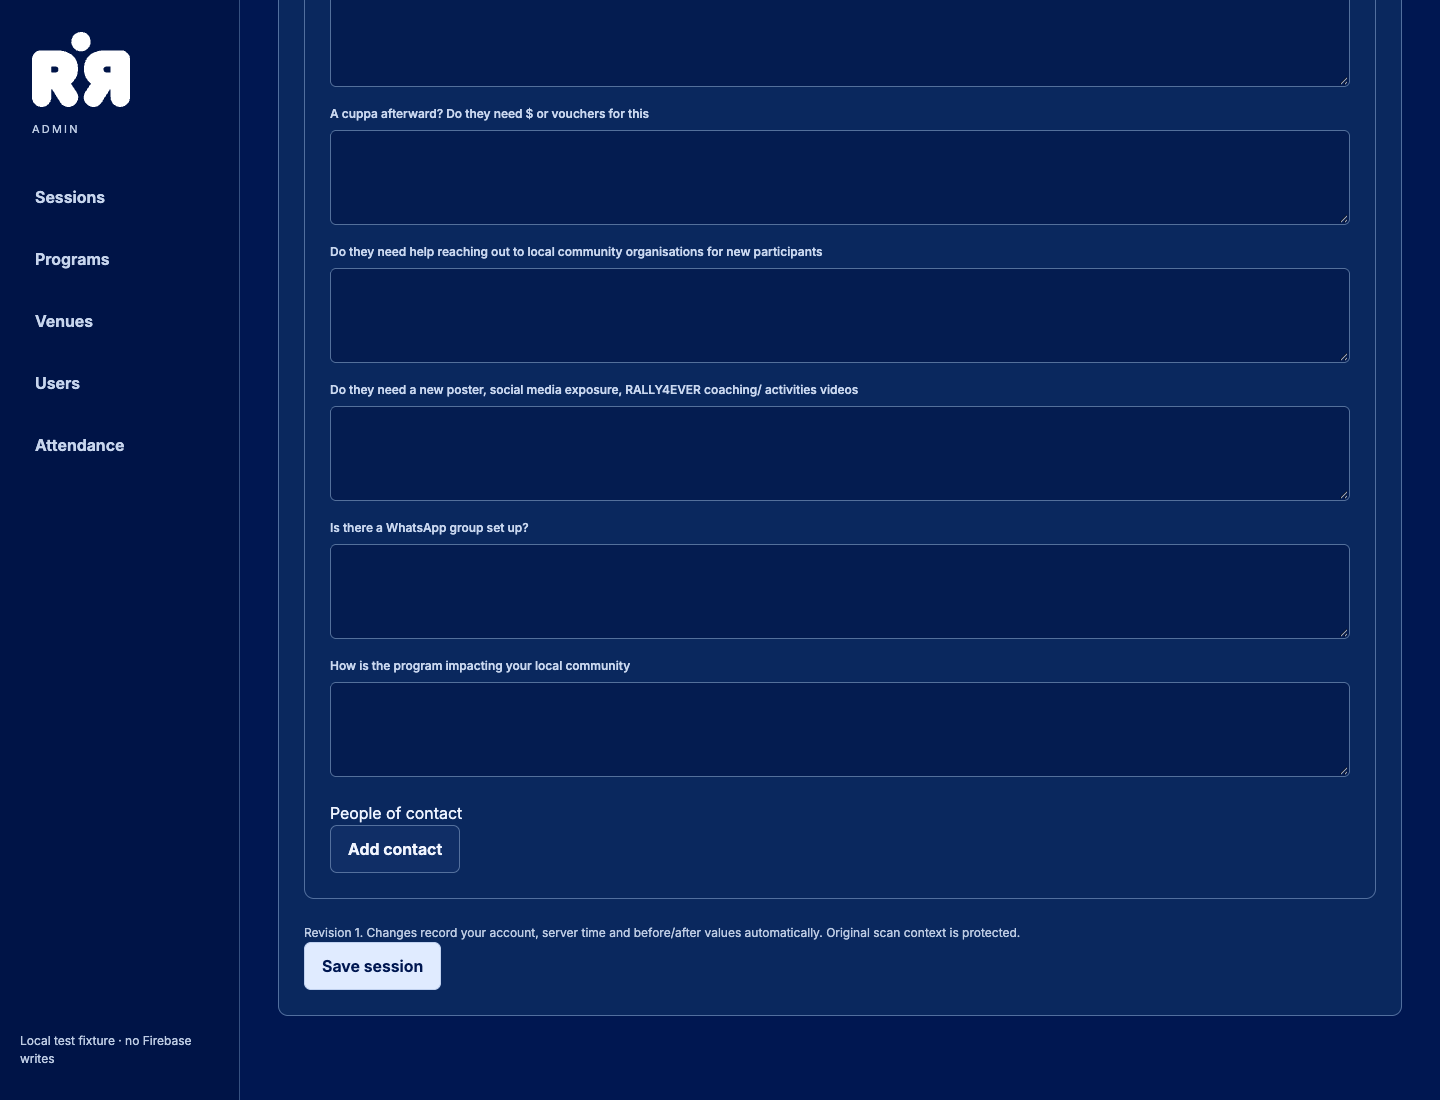 RR
ADMIN
Sessions
Programs
Venues
Users
Attendance
Local test fixture · no Firebase
writes
A cuppa afterward? Do they need $ or vouchers for this
Do they need help reaching out to local community organisations for new participants
Do they need a new poster, social media exposure, RALLY4EVER coaching/ activities videos
Is there a WhatsApp group set up?
How is the program impacting your local community
People of contact
Add contact
Revision 1. Changes record your account, server time and before/after values automatically. Original scan context is protected.
Save session